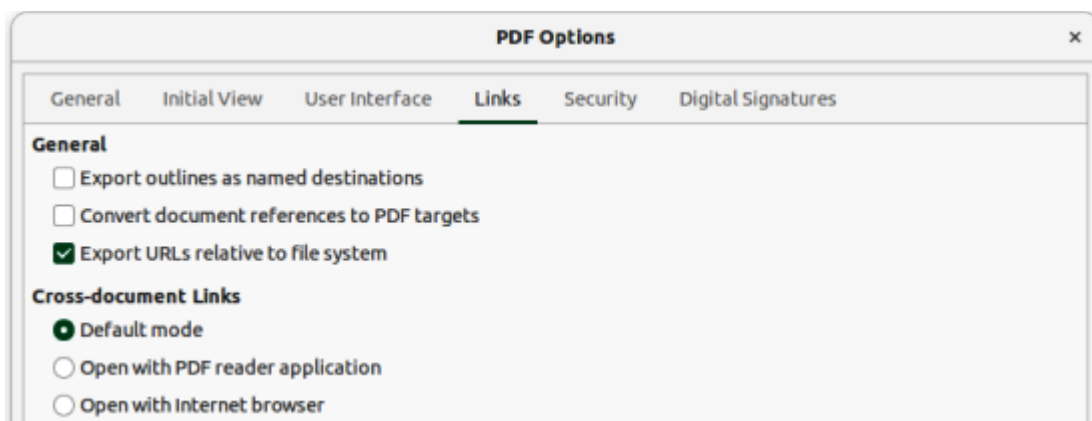 PDF Options ×
General Initial View User Interface Links Security Digital Signatures
General
Export outlines as named destinations
Convert document references to PDF targets
Export URLs relative to file system
Cross-document Links
Default mode
Open with PDF reader application
Open with Internet browser